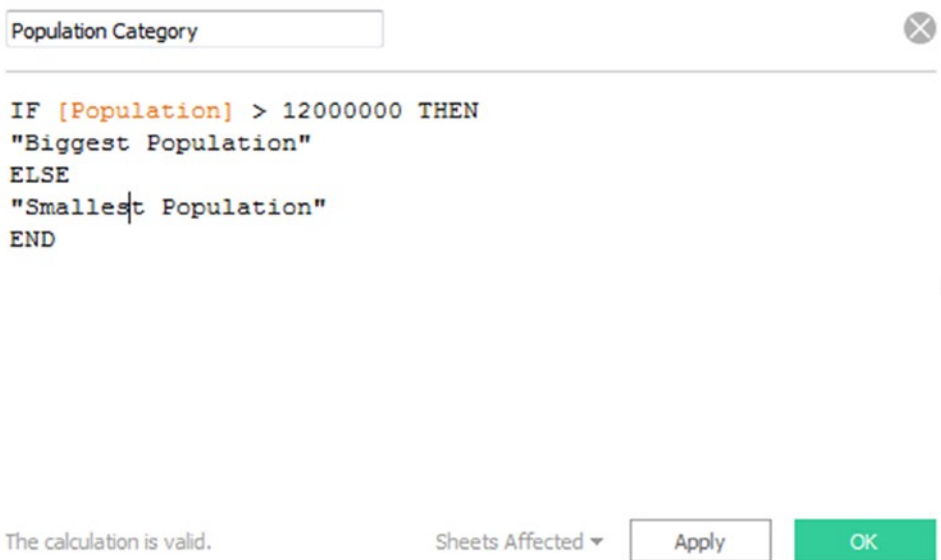 Population Category
IF [Population] > 12000000 THEN
"Biggest Population"
ELSE
"Smallest Population"
END
The calculation is valid. Sheets Affected Apply OK